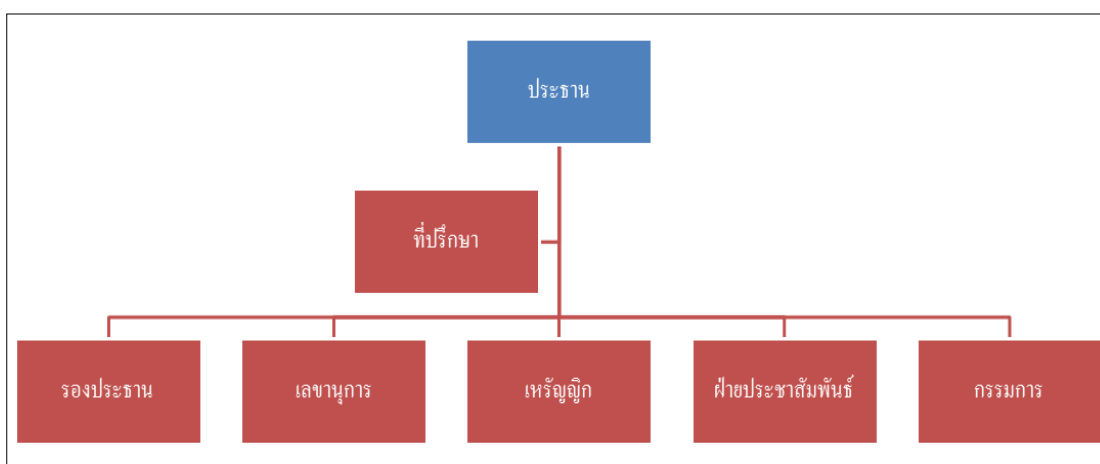 ประธาน
ที่ปรึกษา
รองประธาน
เลขานุการ
เหรัญญิก
ฝ่ายประชาสัมพันธ์
กรรมการ